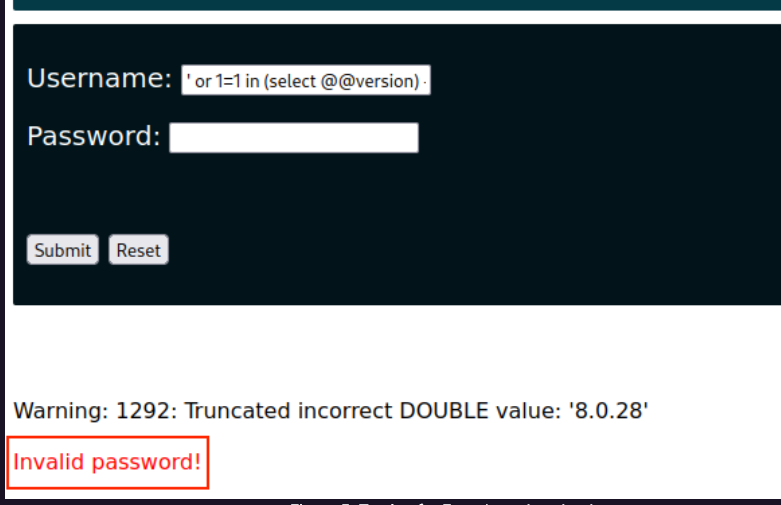 Username: ' or 1=1 in (select @@version) -
Password:
Submit Reset
Warning: 1292: Truncated incorrect DOUBLE value: '8.0.28'
Invalid password!